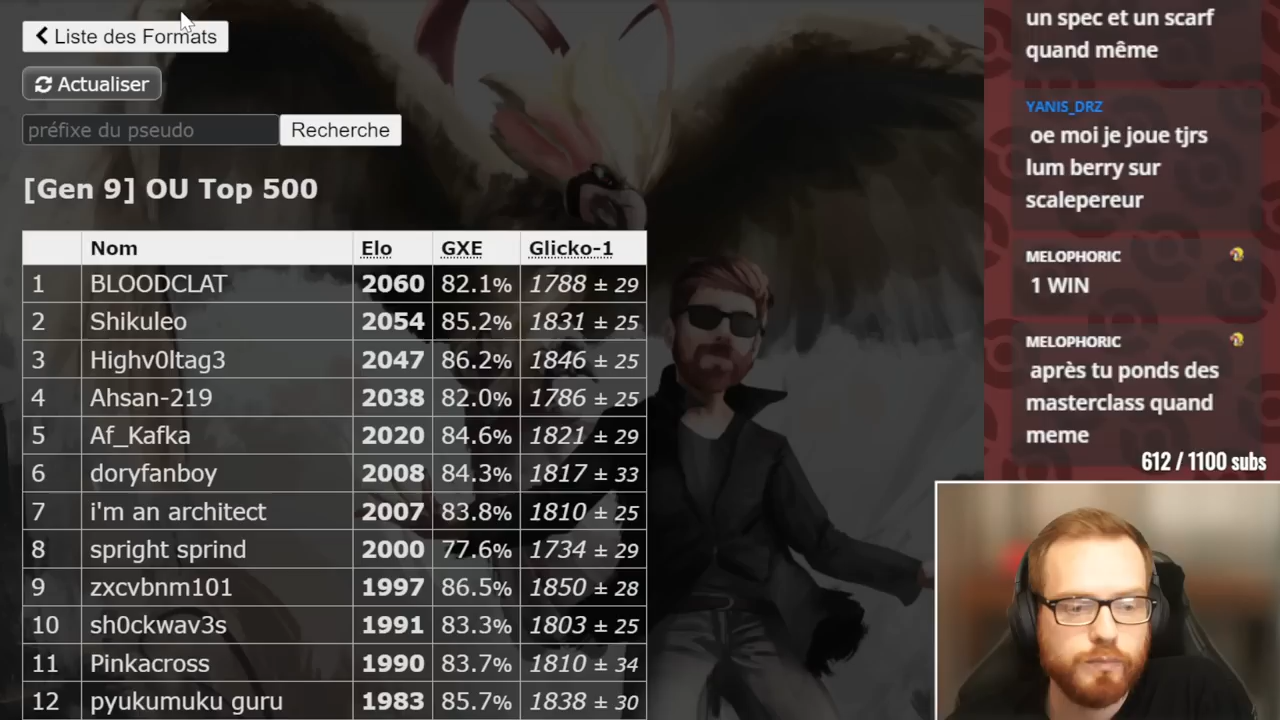 Liste des Formats
Actualiser
préfixe du pseudo Recherche
[Gen 9] OU Top 500
Nom Elo GXE Glicko-1
1 BLOODCLAT 2060 82.1% 1788 ± 29
2 Shikuleo 2054 85.2% 1831 ± 25
3 Highv0ltag3 2047 86.2% 1846 ± 25
4 Ahsan-219 2038 82.0% 1786 ± 25
5 Af_Kafka 2020 84.6% 1821 ± 29
6 doryfanboy 2008 84.3% 1817 ± 33
7 i'm an architect 2007 83.8% 1810 ± 25
8 spright sprind 2000 77.6% 1734 ± 29
9 zxcvbnm101 1997 86.5% 1850 ± 28
10 sh0ckwav3s 1991 83.3% 1803 ± 25
11 Pinkacross 1990 83.7% 1810 ± 34
12 pyukumuku guru 1983 85.7% 1838 ± 30
un spec et un scarf
quand même
YANIS_DRZ
oe moi je joue tjrs
lum berry sur
scalepereur
MELOPHORIC
1 WIN
MELOPHORIC
après tu ponds des
masterclass quand
meme
612 / 1100 subs